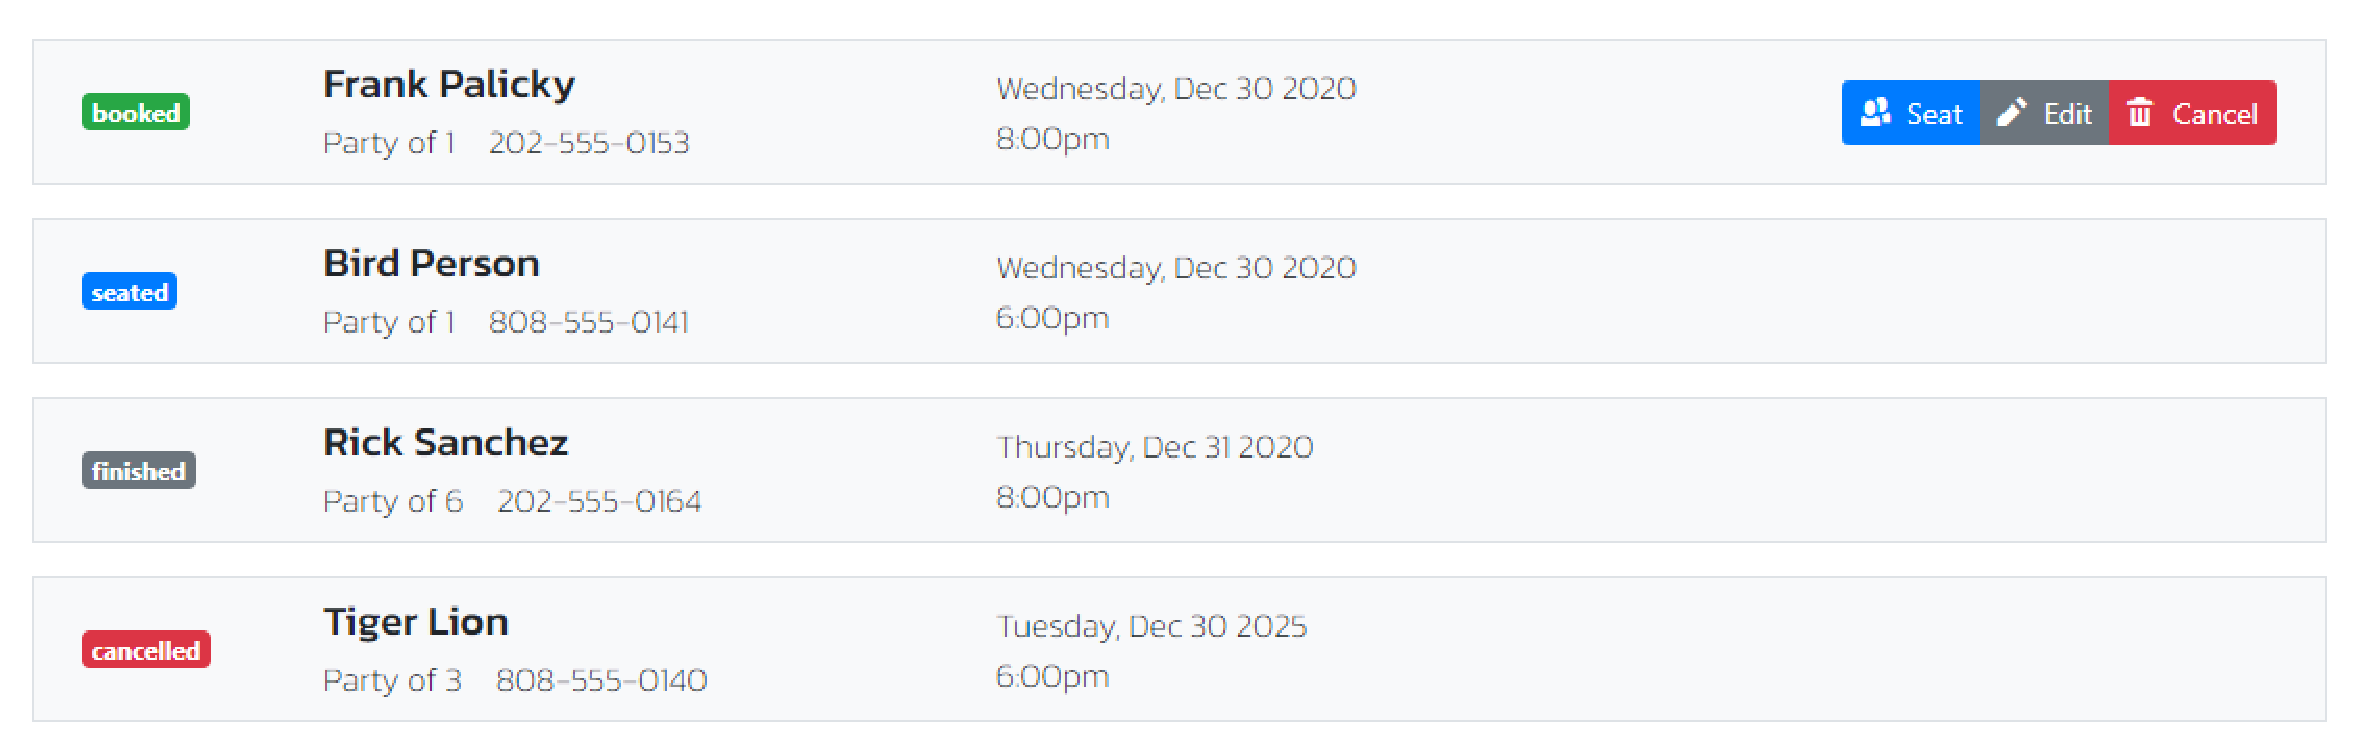 booked
Frank Palicky
Party of 1 202-555-0153
Wednesday, Dec 30 2020
8:00pm
Seat Edit Cancel
seated
Bird Person
Party of 1 808-555-0141
Wednesday, Dec 30 2020
6:00pm
finished
Rick Sanchez
Party of 6 202-555-0164
Thursday, Dec 31 2020
8:00pm
cancelled
Tiger Lion
Party of 3 808-555-0140
Tuesday, Dec 30 2025
6:00pm